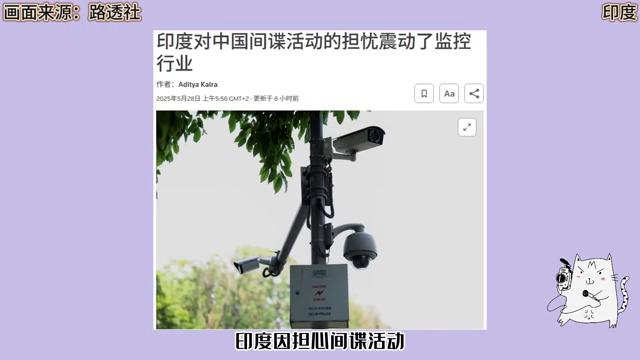 画面来源：路透社
印度
印度对中国间谍活动的担忧震动了监控
行业
作者：Aditya Kalra
2025年5月28日 上午5:56 GMT+2 · 更新于 6 小时前
Aa
印度因担心间谍活动